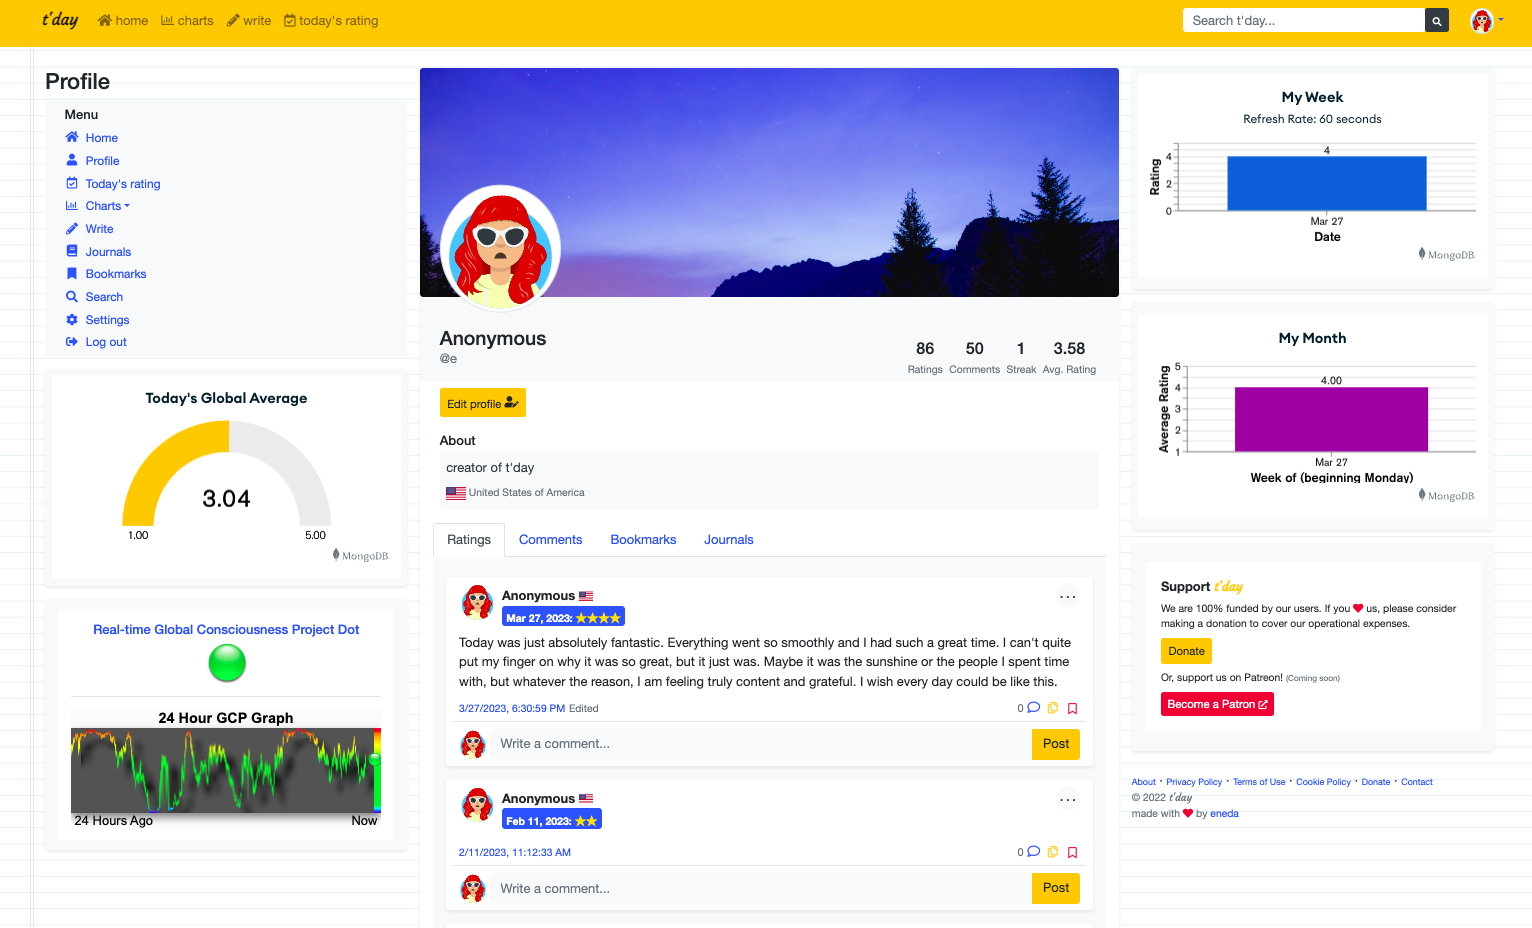 t'day home charts write today's rating Search t'day...
Profile
Menu
Home
Profile
Today's rating
Charts
Write
Journals
Bookmarks
Search
Settings
Log out
Today's Global Average
3.04
1.00 5.00
MongoDB.
Real-time Global Consciousness Project Dot
24 Hour GCP Graph
24 Hours Ago Now
Anonymous
@e
86 50 1 3.58
Ratings Comments Streak Avg. Rating
Edit profile
About
creator of t'day
United States of America
Ratings Comments Bookmarks Journals
Anonymous
Mar 27, 2023:
Today was just absolutely fantastic. Everything went so smoothly and I had such a great time. I can't quite
put my finger on why it was so great, but it just was. Maybe it was the sunshine or the people I spent time
with, but whatever the reason, I am feeling truly content and grateful. I wish every day could be like this.
3/27/2023, 6:30:59 PM Edited 0
Write a comment... Post
Anonymous
Feb 11, 2023:
2/11/2023, 11:12:33 AM 0
Write a comment... Post
My Week
Refresh Rate: 60 seconds
4
4
2
0
Rating
Mar 27
Date
MongoDB.
My Month
5
4.00
4
3
2
1
Average Rating
Mar 27
Week of (beginning Monday)
MongoDB.
Support t'day
We are 100% funded by our users. If you us, please consider
making a donation to cover our operational expenses.
Donate
Or, support us on Patreon! (Coming soon)
Become a Patron
About · Privacy Policy · Terms of Use · Cookie Policy · Donate · Contact
© 2022 t'day
made with by eneda